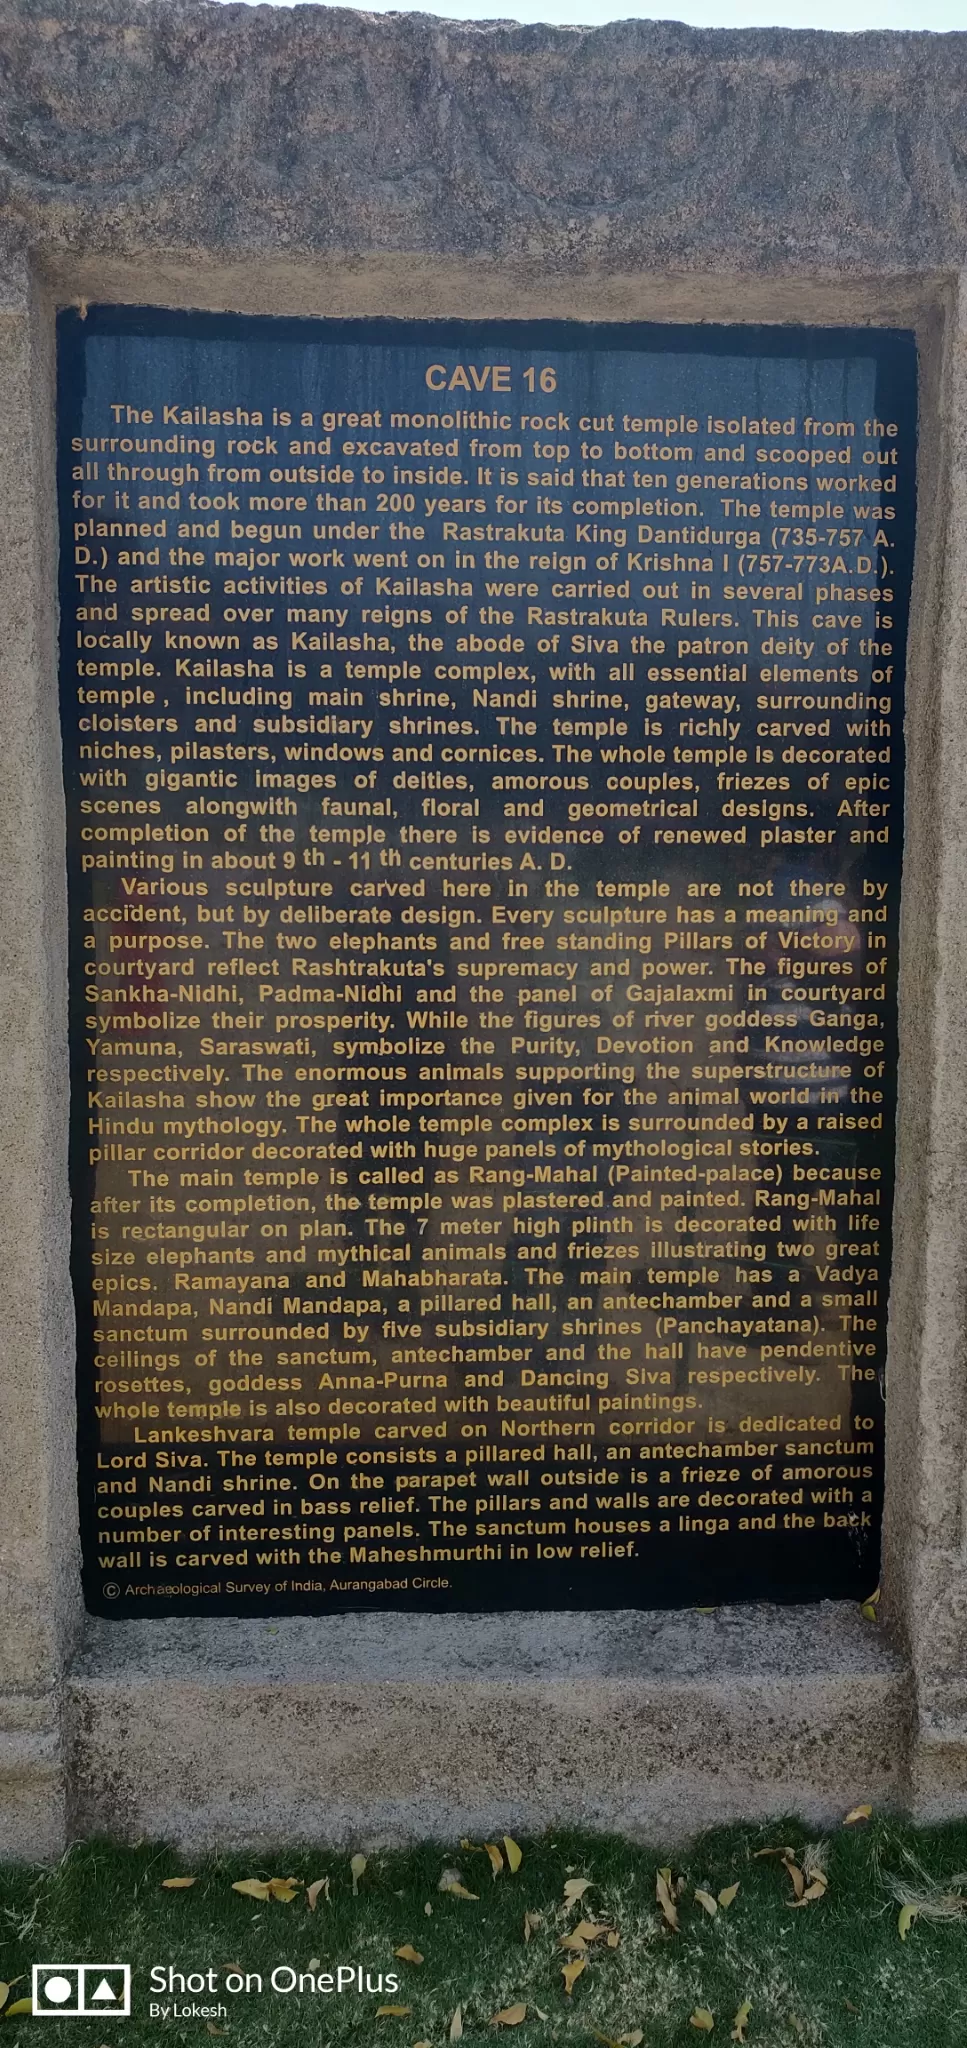 CAVE 16
The Kailasha is a great monolithic rock cut temple isolated from the
surrounding rock and excavated from top to bottom and scooped out
all through from outside to inside. It is said that ten generations worked
for it and took more than 200 years for its completion. The temple was
planned and begun under the Rastrakuta King Dantidurga (735-757 A.
D.) and the major work went on in the reign of Krishna I (757-773A.D.).
The artistic activities of Kailasha were carried out in several phases
and spread over many reigns of the Rastrakuta Rulers. This cave is
locally known as Kailasha, the abode of Siva the patron deity of the
temple. Kailasha is a temple complex, with all essential elements of
temple , including main shrine, Nandi shrine, gateway, surrounding
cloisters and subsidiary shrines. The temple is richly carved with
niches, pilasters, windows and cornices. The whole temple is decorated
with gigantic images of deities, amorous couples, friezes of epic
scenes alongwith faunal, floral and geometrical designs. After
completion of the temple there is evidence of renewed plaster and
painting in about 9 th - 11 th centuries A. D.
Various sculpture carved here in the temple are not there by
accident, but by deliberate design. Every sculpture has a meaning and
a purpose. The two elephants and free standing Pillars of Victory in
courtyard reflect Rashtrakuta's supremacy and power. The figures of
Sankha-Nidhi, Padma-Nidhi and the panel of Gajalaxmi in courtyard
symbolize their prosperity. While the figures of river goddess Ganga,
Yamuna, Saraswati, symbolize the Purity, Devotion and Knowledge
respectively. The enormous animals supporting the superstructure of
Kailasha show the great importance given for the animal world in the
Hindu mythology. The whole temple complex is surrounded by a raised
pillar corridor decorated with huge panels of mythological stories.
The main temple is called as Rang-Mahal (Painted-palace) because
after its completion, the temple was plastered and painted. Rang-Mahal
is rectangular on plan. The 7 meter high plinth is decorated with life
size elephants and mythical animals and friezes illustrating two great
epics. Ramayana and Mahabharata. The main temple has a Vadya
Mandapa, Nandi Mandapa, a pillared hall, an antechamber and a small
sanctum surrounded by five subsidiary shrines (Panchayatana). The
ceilings of the sanctum, antechamber and the hall have pendentive
rosettes, goddess Anna-Purna and Dancing Siva respectively. The
whole temple is also decorated with beautiful paintings.
Lankeshvara temple carved on Northern corridor is dedicated to
Lord Siva. The temple consists a pillared hall, an antechamber sanctum
and Nandi shrine. On the parapet wall outside is a frieze of amorous
couples carved in bass relief. The pillars and walls are decorated with a
number of interesting panels. The sanctum houses a linga and the back
wall is carved with the Maheshmurthi in low relief.
© Archaeological Survey of India, Aurangabad Circle.
Shot on OnePlus
By Lokesh